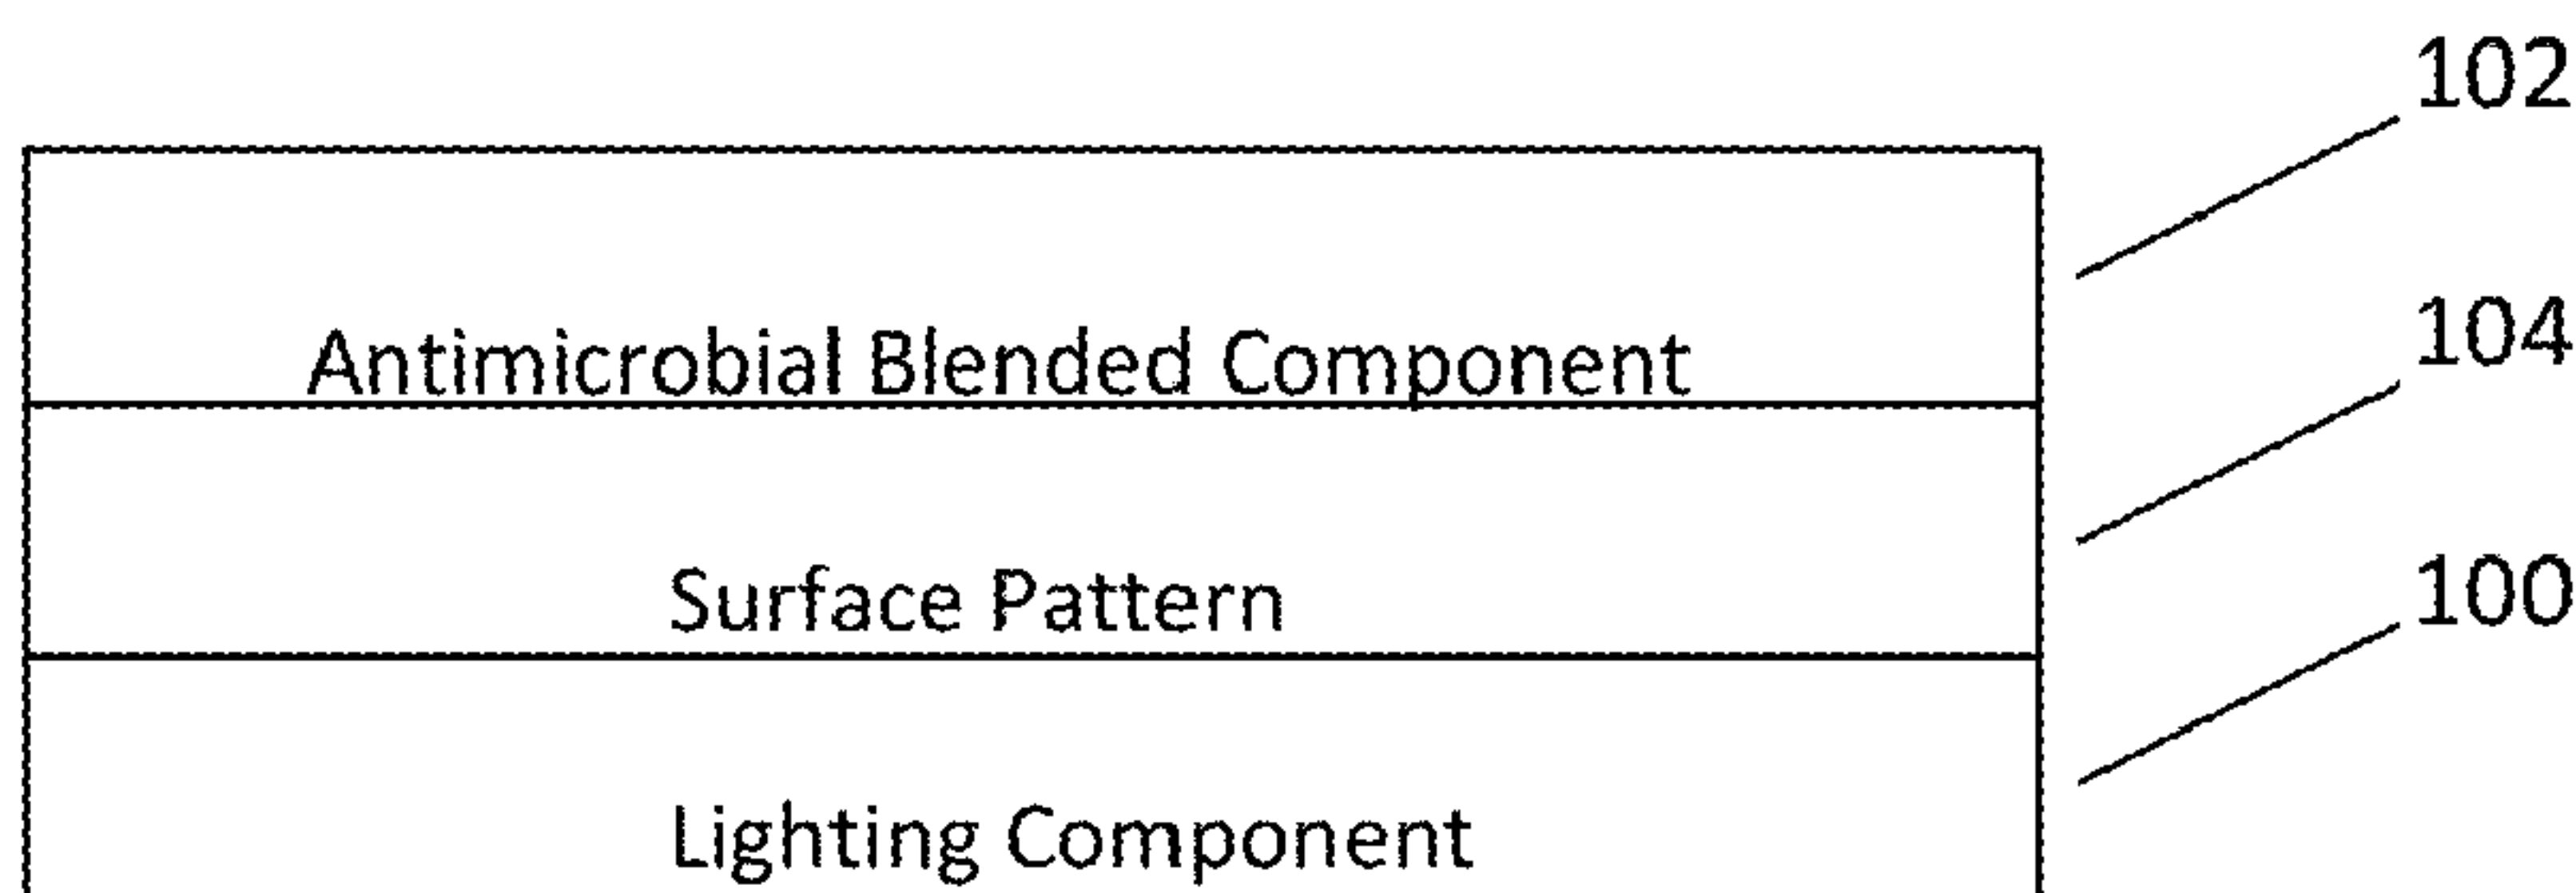 102
Antimicrobial Blended Component
104
Surface Pattern
100
Lighting Component